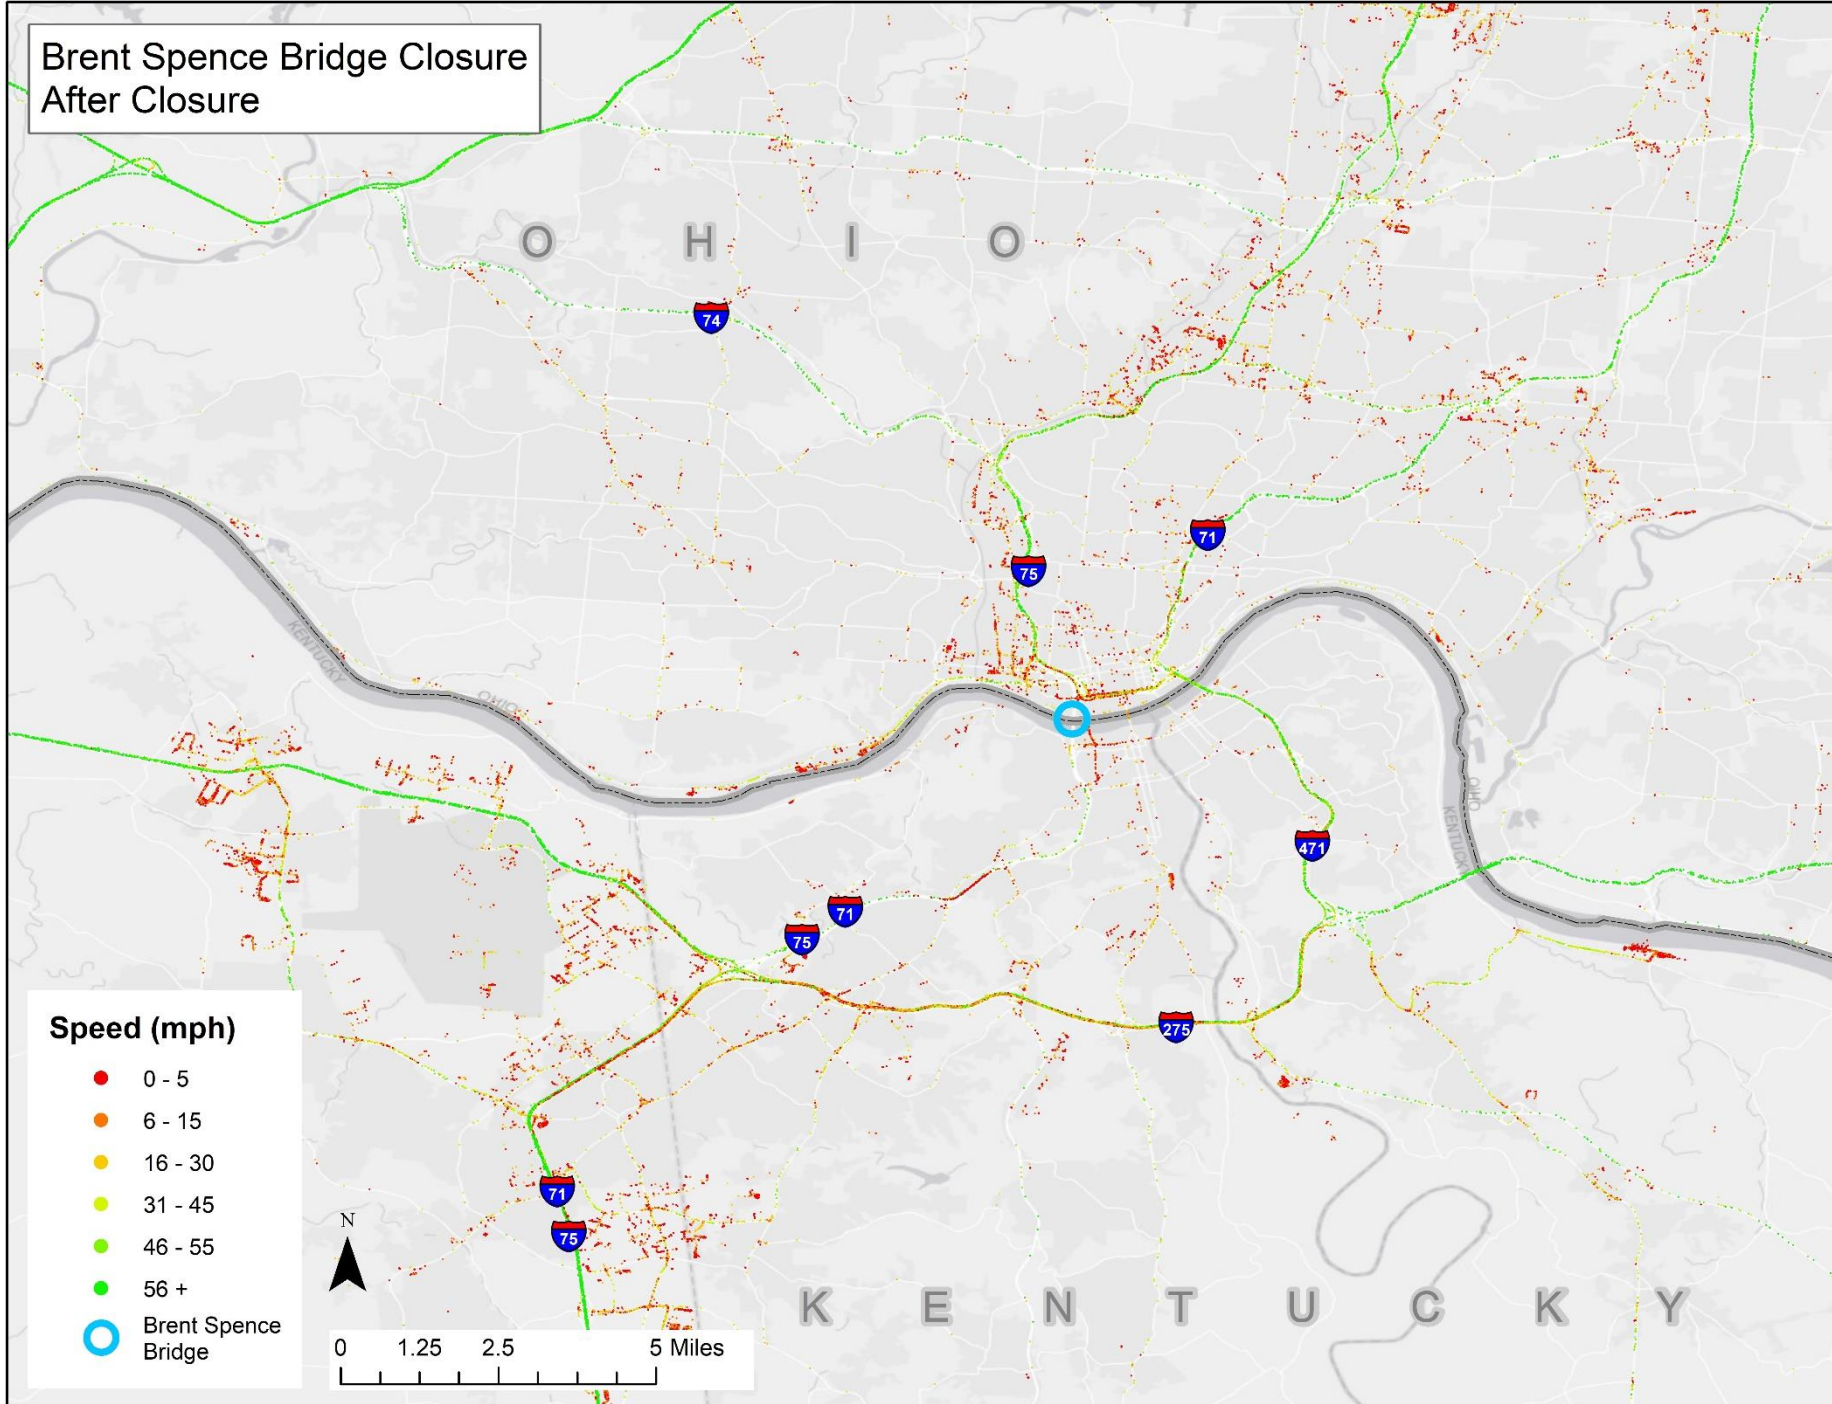 Brent Spence Bridge Closure
After Closure
O H I O
74
71
75
KENTUCKY
OHIO
471
OHIO
KENTUCKY
71
75
275
Speed (mph)
0 - 5
6 - 15
16 - 30
31 - 45
46 - 55
56 +
Brent Spence
Bridge
71
75
N
K E N T U C K Y
0 1.25 2.5 5 Miles